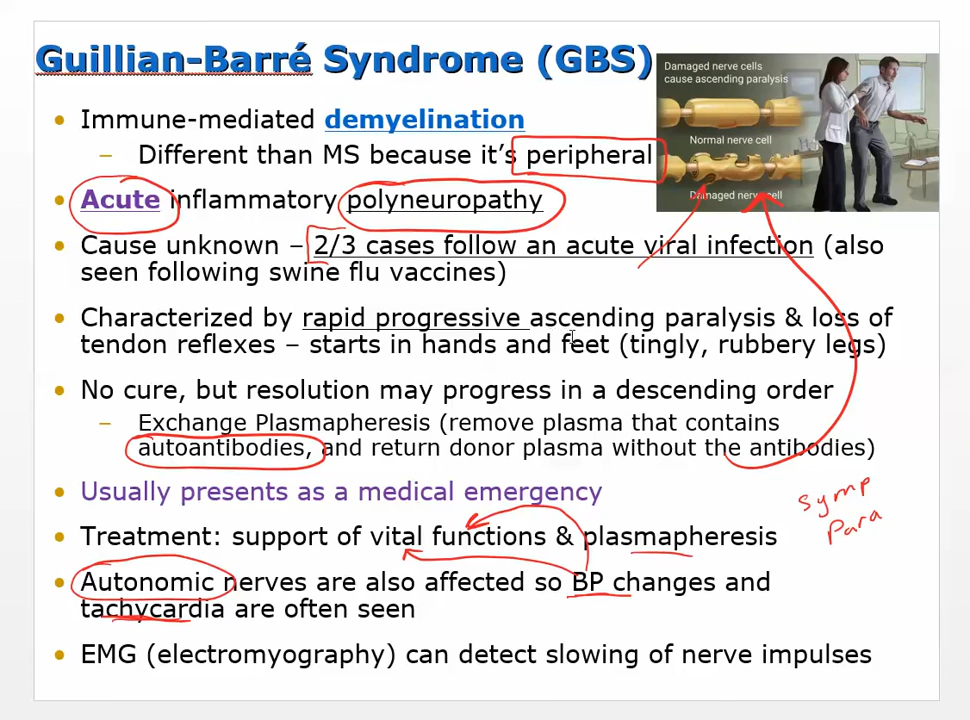 Guillian-Barré Syndrome (GBS)
Damaged nerve cells
cause ascending paralysis
Normal nerve cell
Damaged nerve cell
• Immune-mediated demyelination
– Different than MS because it's peripheral
• Acute inflammatory polyneuropathy
• Cause unknown – 2/3 cases follow an acute viral infection (also
seen following swine flu vaccines)
• Characterized by rapid progressive ascending paralysis & loss of
tendon reflexes – starts in hands and feet (tingly, rubbery legs)
• No cure, but resolution may progress in a descending order
– Exchange Plasmapheresis (remove plasma that contains
autoantibodies, and return donor plasma without the antibodies)
• Usually presents as a medical emergency
symp
Para
• Treatment: support of vital functions & plasmapheresis
• Autonomic nerves are also affected so BP changes and
tachycardia are often seen
• EMG (electromyography) can detect slowing of nerve impulses